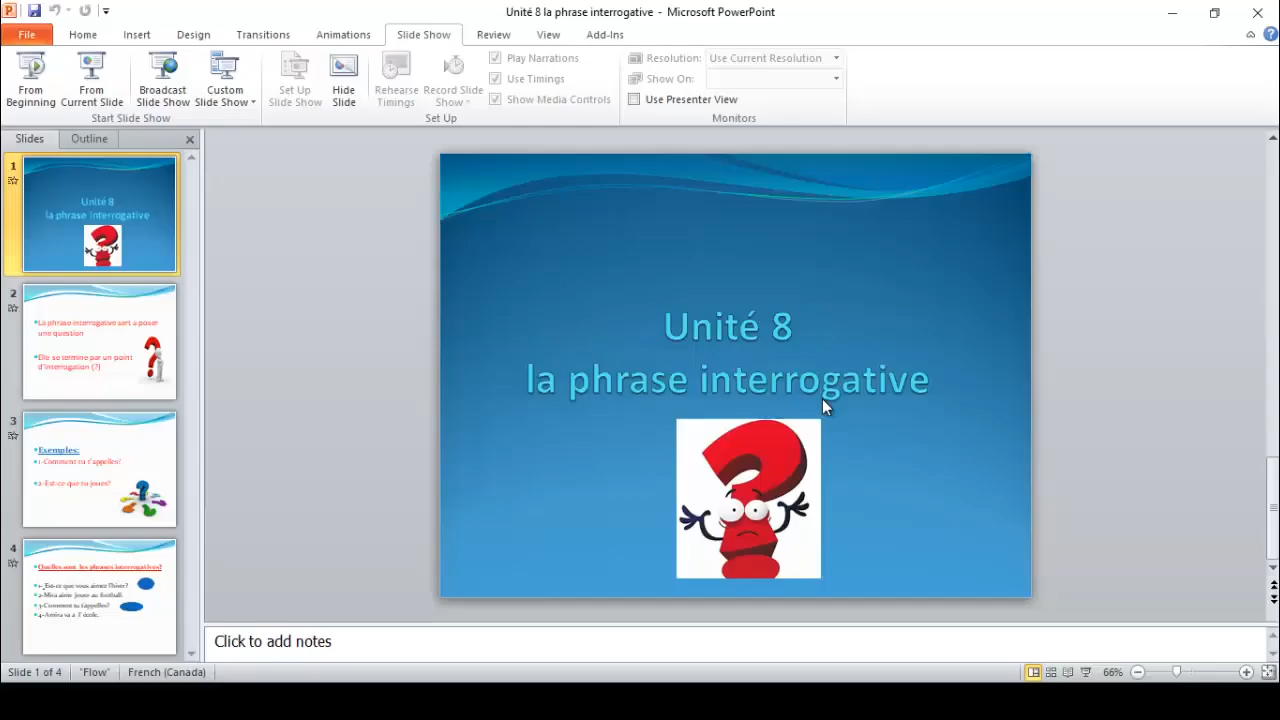 Unité 8 la phrase interrogative - Microsoft PowerPoint
File Home Insert Design Transitions Animations Slide Show Review View Add-Ins
From Beginning
From Current Slide
Broadcast Slide Show
Custom Slide Show
Set Up Slide Show
Hide Slide
Rehearse Timings
Record Slide Show
Play Narrations
Use Timings
Show Media Controls
Resolution: Use Current Resolution
Show On:
Use Presenter View
Start Slide Show
Set Up
Monitors
Slides Outline
1
Unité 8
la phrase interrogative
2
La phrase interrogative sert a poser
une question
Elle se termine par un point
d'interrogation (?)
3
Exemples:
1-Comment tu t'appelles?
2-Est-ce que tu joues?
4
Quelles sont les phrases interrogatives?
1-Est-ce que vous aimez l'hiver?
2-Mira aime jouer au football.
3-Comment tu t'appelles?
4-Amira va a l' école.
Unité 8
la phrase interrogative
Click to add notes
Slide 1 of 4 "Flow" French (Canada) 66%